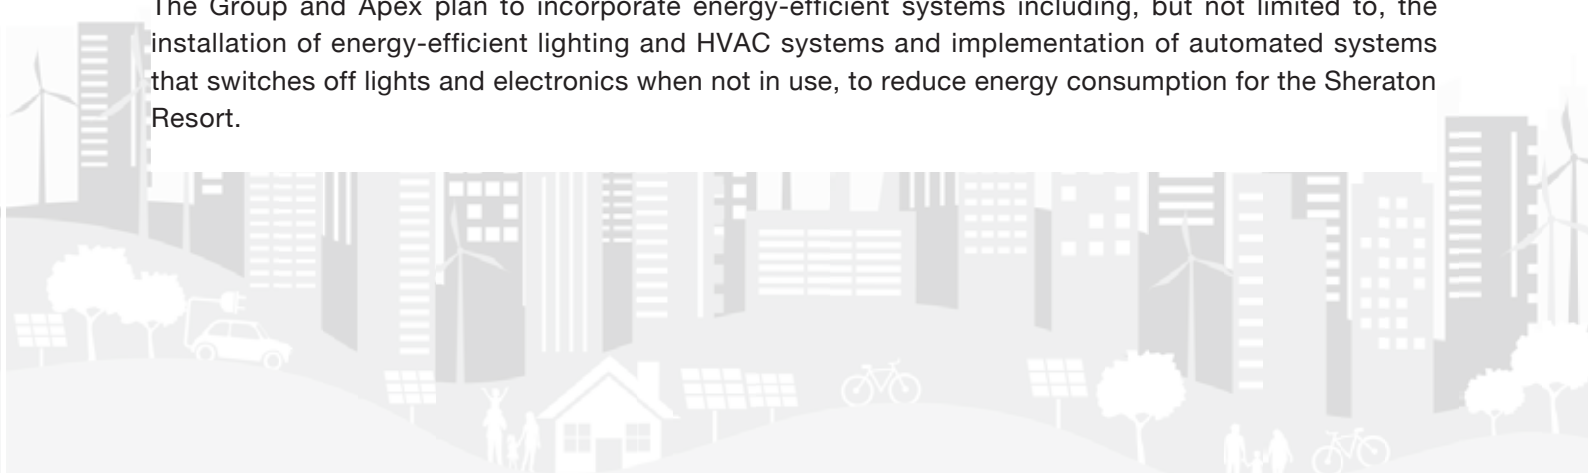 The Group and Apex plan to incorporate energy-efficient systems including, but not limited to, the
installation of energy-efficient lighting and HVAC systems and implementation of automated systems
that switches off lights and electronics when not in use, to reduce energy consumption for the Sheraton
Resort.